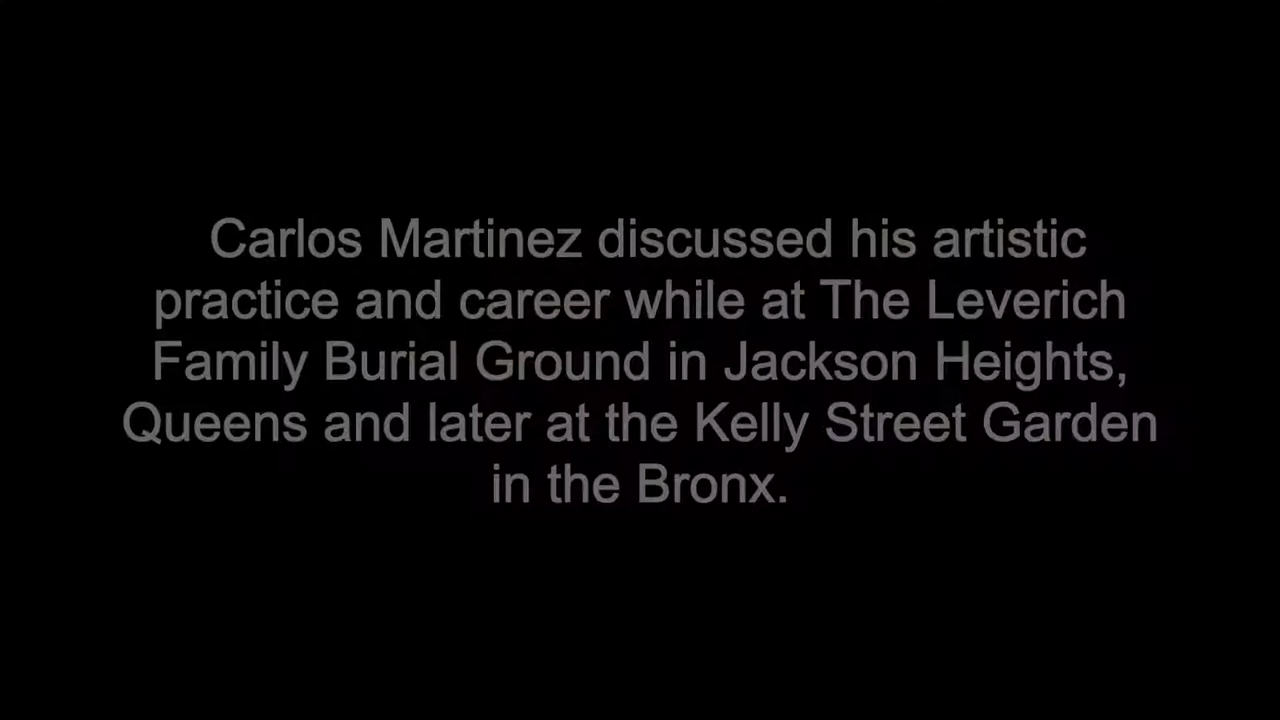 Carlos Martinez discussed his artistic
practice and career while at The Leverich
Family Burial Ground in Jackson Heights,
Queens and later at the Kelly Street Garden
in the Bronx.